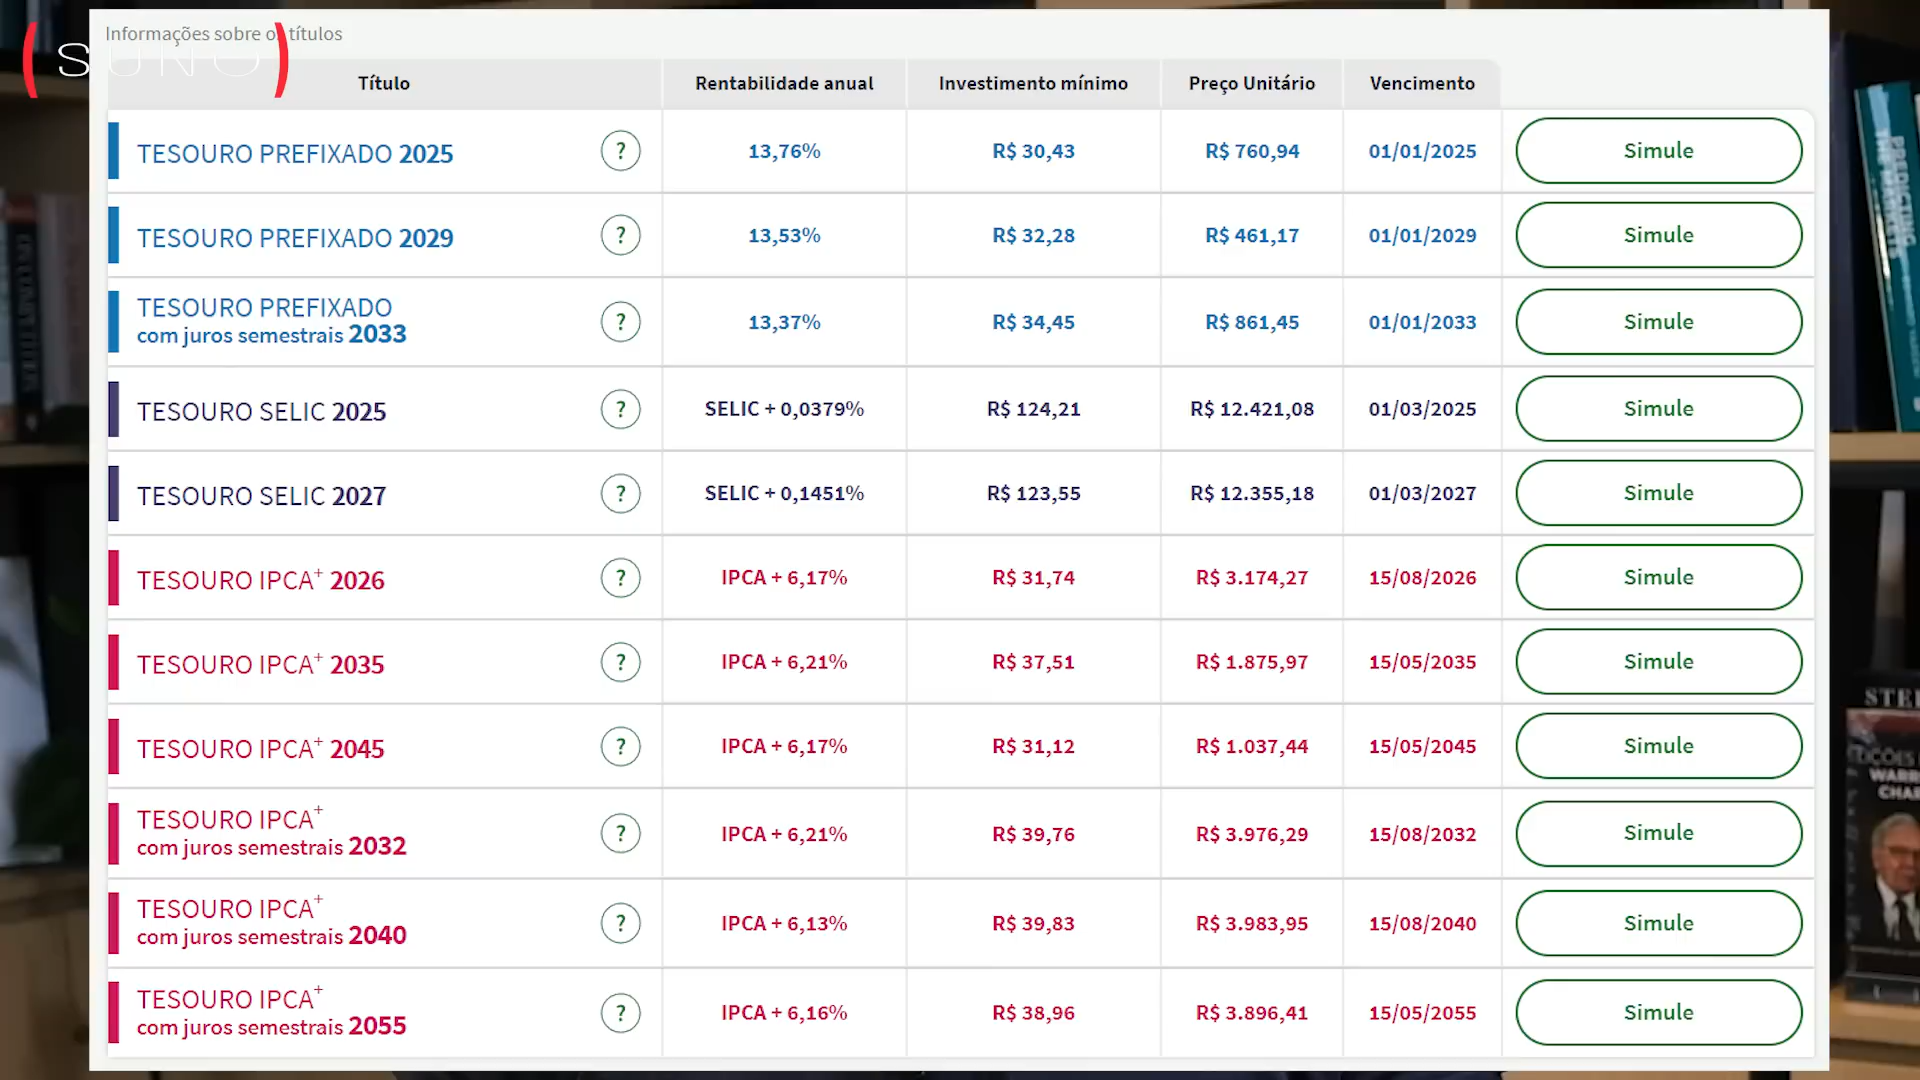 Informações sobre os títulos
( SUNO )
Título Rentabilidade anual Investimento mínimo Preço Unitário Vencimento
TESOURO PREFIXADO 2025 ? 13,76% R$ 30,43 R$ 760,94 01/01/2025 Simule
TESOURO PREFIXADO 2029 ? 13,53% R$ 32,28 R$ 461,17 01/01/2029 Simule
TESOURO PREFIXADO
com juros semestrais 2033 ? 13,37% R$ 34,45 R$ 861,45 01/01/2033 Simule
TESOURO SELIC 2025 ? SELIC + 0,0379% R$ 124,21 R$ 12.421,08 01/03/2025 Simule
TESOURO SELIC 2027 ? SELIC + 0,1451% R$ 123,55 R$ 12.355,18 01/03/2027 Simule
TESOURO IPCA+ 2026 ? IPCA + 6,17% R$ 31,74 R$ 3.174,27 15/08/2026 Simule
TESOURO IPCA+ 2035 ? IPCA + 6,21% R$ 37,51 R$ 1.875,97 15/05/2035 Simule
TESOURO IPCA+ 2045 ? IPCA + 6,17% R$ 31,12 R$ 1.037,44 15/05/2045 Simule
TESOURO IPCA+
com juros semestrais 2032 ? IPCA + 6,21% R$ 39,76 R$ 3.976,29 15/08/2032 Simule
TESOURO IPCA+
com juros semestrais 2040 ? IPCA + 6,13% R$ 39,83 R$ 3.983,95 15/08/2040 Simule
TESOURO IPCA+
com juros semestrais 2055 ? IPCA + 6,16% R$ 38,96 R$ 3.896,41 15/05/2055 Simule